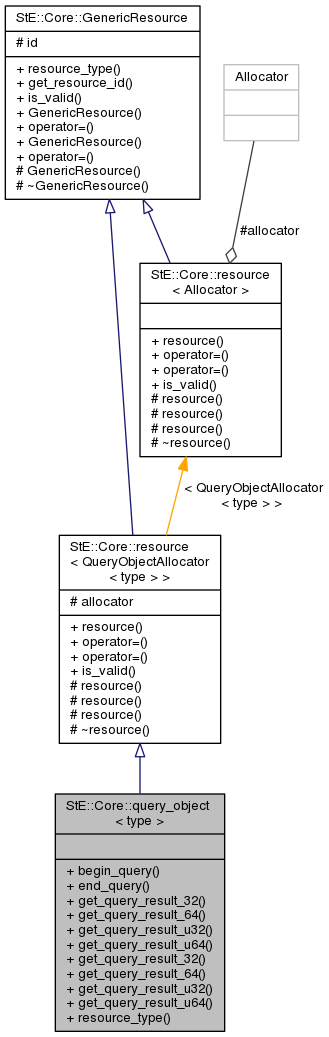 StE::Core::GenericResource
# id
+ resource_type()
+ get_resource_id()
+ is_valid()
+ GenericResource()
+ operator=()
+ GenericResource()
+ operator=()
# GenericResource()
# ~GenericResource()
Allocator
#allocator
StE::Core::resource
< Allocator >
+ resource()
+ operator=()
+ operator=()
+ is_valid()
# resource()
# resource()
# resource()
# ~resource()
< QueryObjectAllocator
< type > >
StE::Core::resource
< QueryObjectAllocator
< type > >
# allocator
+ resource()
+ operator=()
+ operator=()
+ is_valid()
# resource()
# resource()
# resource()
# ~resource()
StE::Core::query_object
< type >
+ begin_query()
+ end_query()
+ get_query_result_32()
+ get_query_result_64()
+ get_query_result_u32()
+ get_query_result_u64()
+ get_query_result_32()
+ get_query_result_64()
+ get_query_result_u32()
+ get_query_result_u64()
+ resource_type()